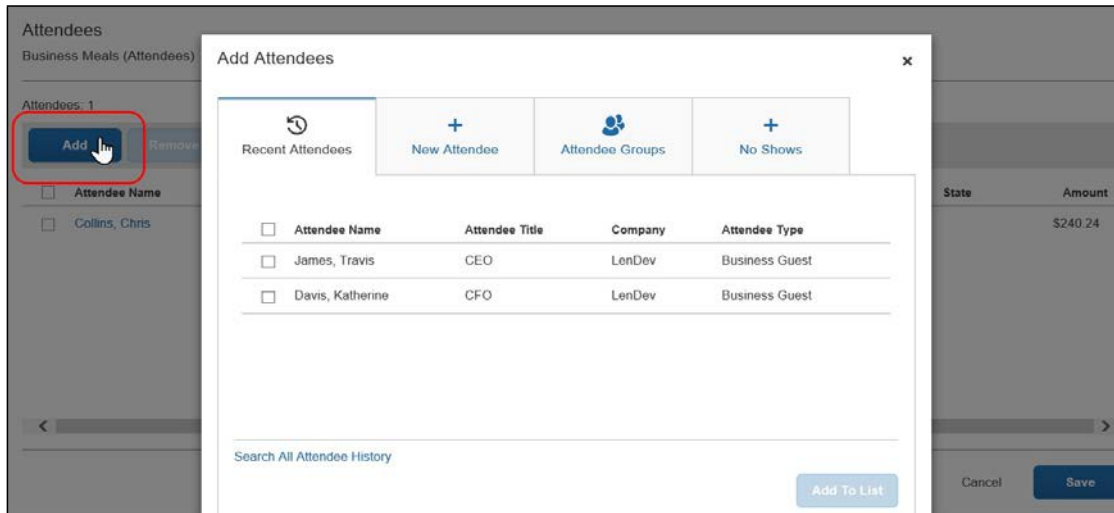 Attendees
Business Meals (Attendees)
Attendees: 1
Add
Remove
Attendee Name
State
Amount
Collins, Chris
$240.24
Add Attendees
×
Recent Attendees
New Attendee
Attendee Groups
No Shows
Attendee Name Attendee Title Company Attendee Type
James, Travis CEO LenDev Business Guest
Davis, Katherine CFO LenDev Business Guest
Search All Attendee History
Add To List
Cancel
Save